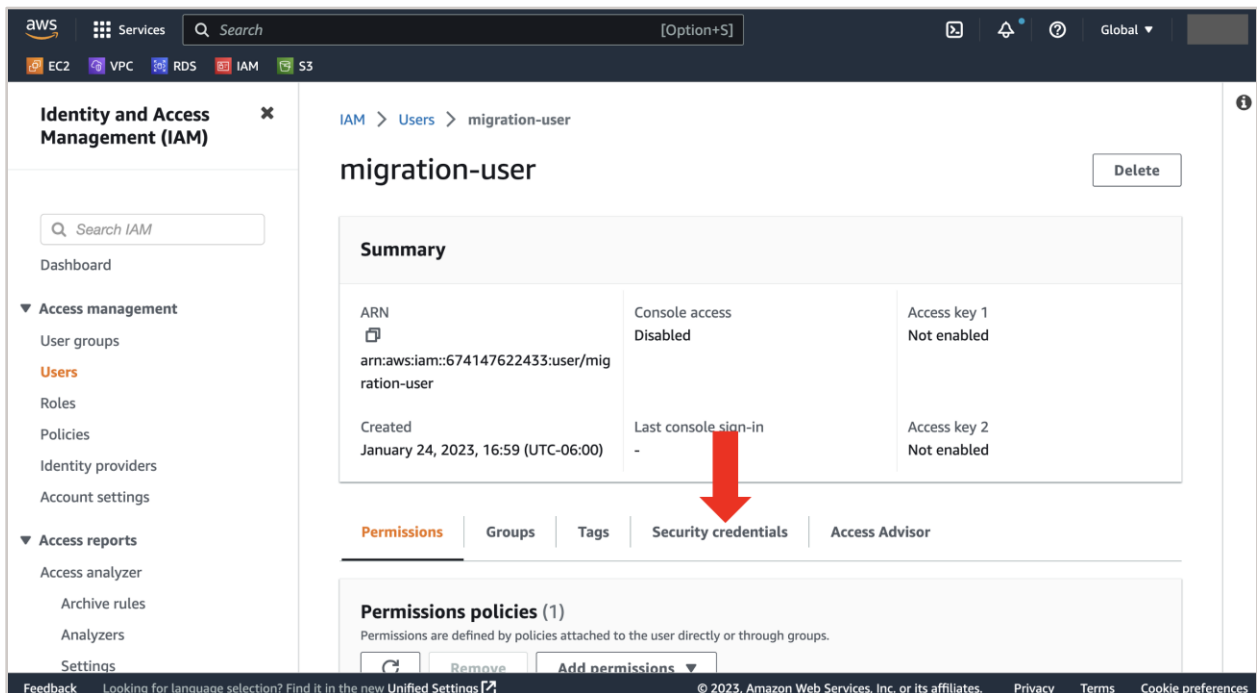 aws
Services
Search
[Option+S]
Global
EC2
VPC
RDS
IAM
S3
Identity and Access
Management (IAM)
Search IAM
Dashboard
Access management
User groups
Users
Roles
Policies
Identity providers
Account settings
Access reports
Access analyzer
Archive rules
Analyzers
Settings
IAM > Users > migration-user
migration-user
Delete
Summary
ARN
arn:aws:iam::674147622433:user/mig
ration-user
Console access
Disabled
Access key 1
Not enabled
Created
January 24, 2023, 16:59 (UTC-06:00)
Last console sign-in
-
Access key 2
Not enabled
Permissions
Groups
Tags
Security credentials
Access Advisor
Permissions policies (1)
Permissions are defined by policies attached to the user directly or through groups.
Remove
Add permissions
Feedback
Looking for language selection? Find it in the new Unified Settings
© 2023, Amazon Web Services, Inc. or its affiliates.
Privacy
Terms
Cookie preferences